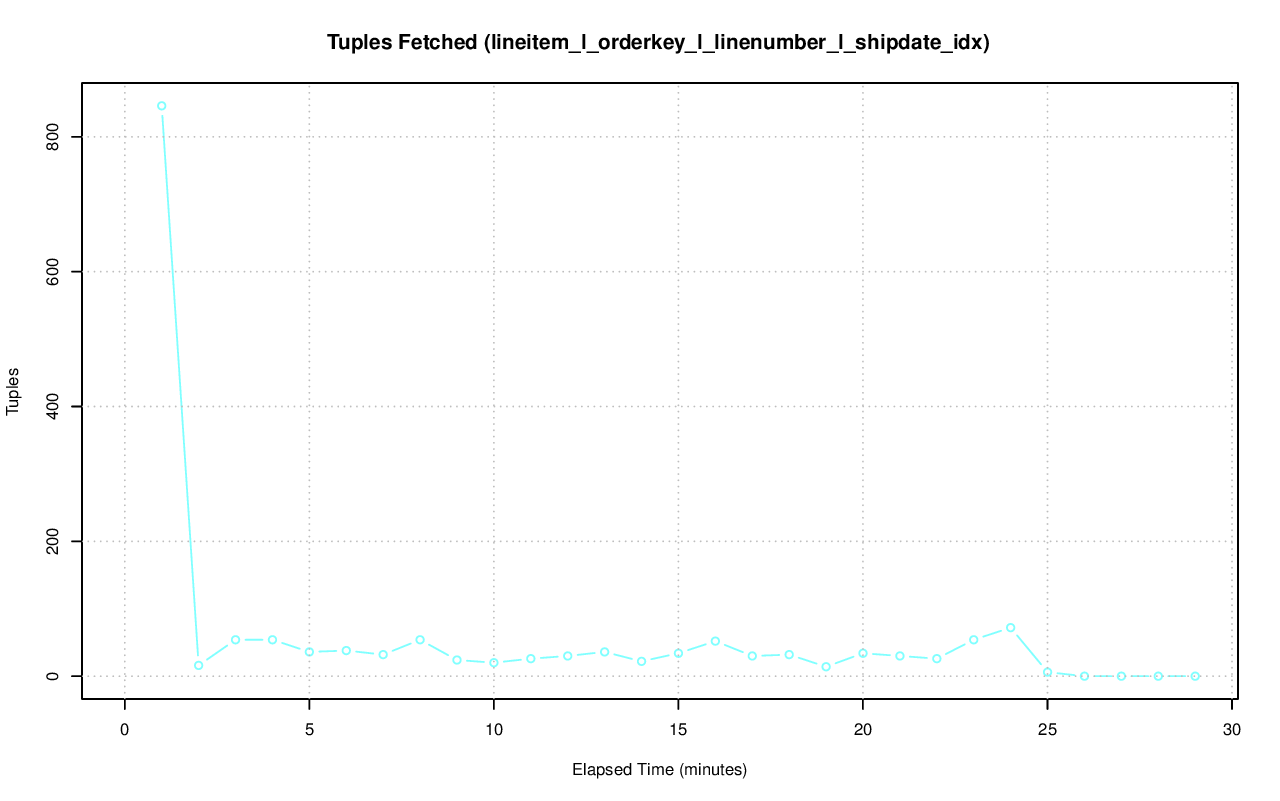 Tuples Fetched (lineitem_l_orderkey_l_linenumber_l_shipdate_idx)
Tuples
800
600
400
200
0
0 5 10 15 20 25 30
Elapsed Time (minutes)